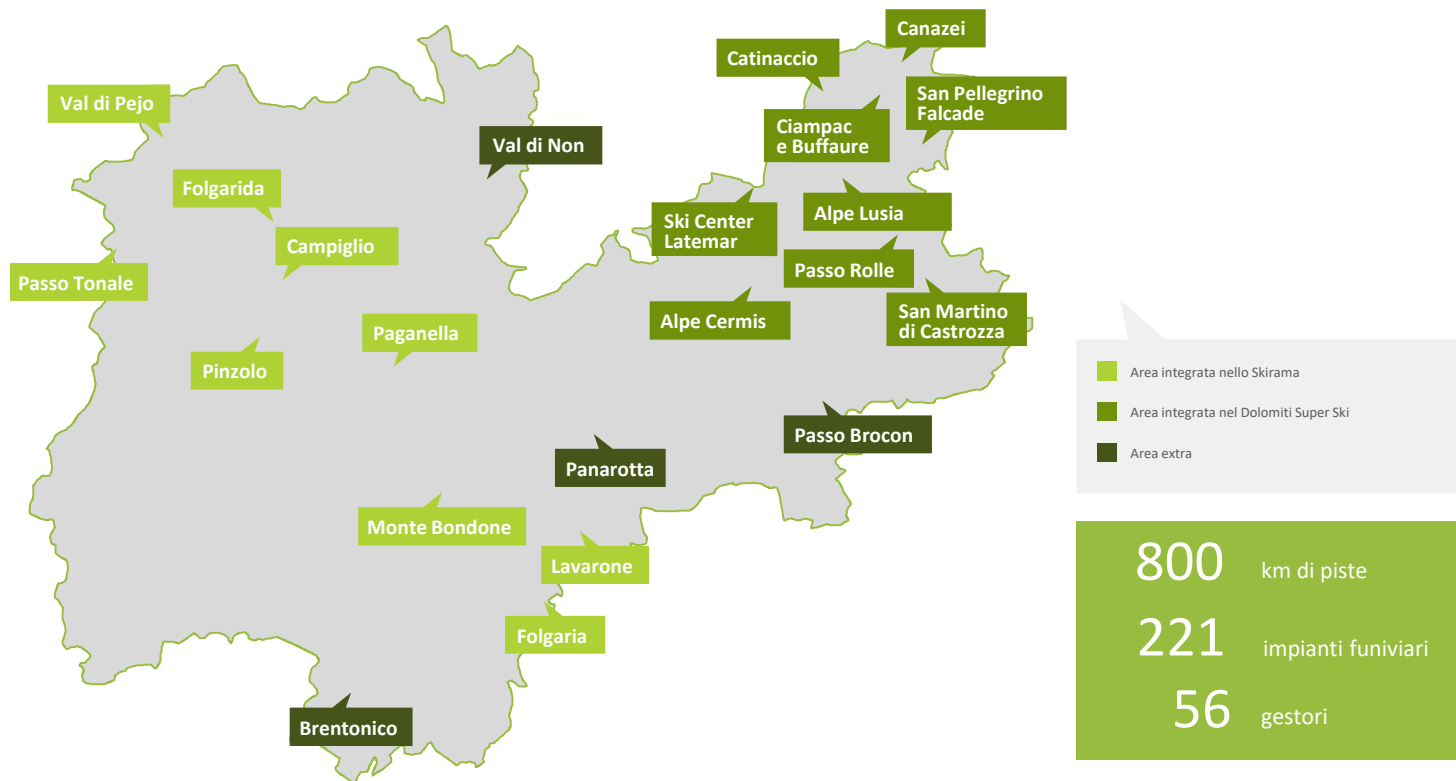 Canazei
Catinaccio
Val di Pejo
San Pellegrino
Falcade
Ciampac
e Buffaure
Val di Non
Folgarida
Alpe Lusia
Ski Center
Latemar
Campiglio
Passo Rolle
Passo Tonale
San Martino
di Castrozza
Alpe Cermis
Paganella
Pinzolo
Passo Brocon
Panarotta
Monte Bondone
Lavarone
Folgaria
Brentonico
Area integrata nello Skirama
Area integrata nel Dolomiti Super Ski
Area extra
800 km di piste
221 impianti funiviari
56 gestori